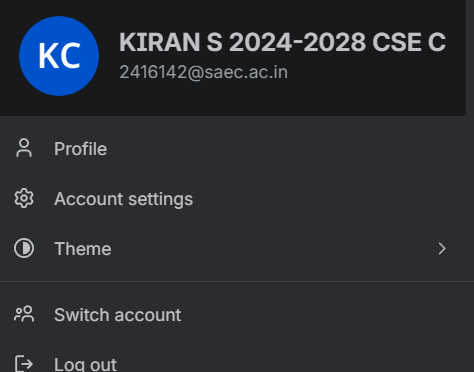 KC
KIRAN S 2024-2028 CSE C
2416142@saec.ac.in
Profile
Account settings
Theme
Switch account
Log out